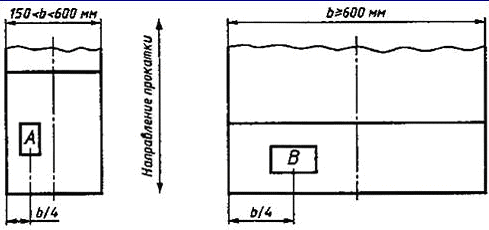 150<b<600 мм
b≥600 мм
Направление прокатки
A
B
b/4
b/4